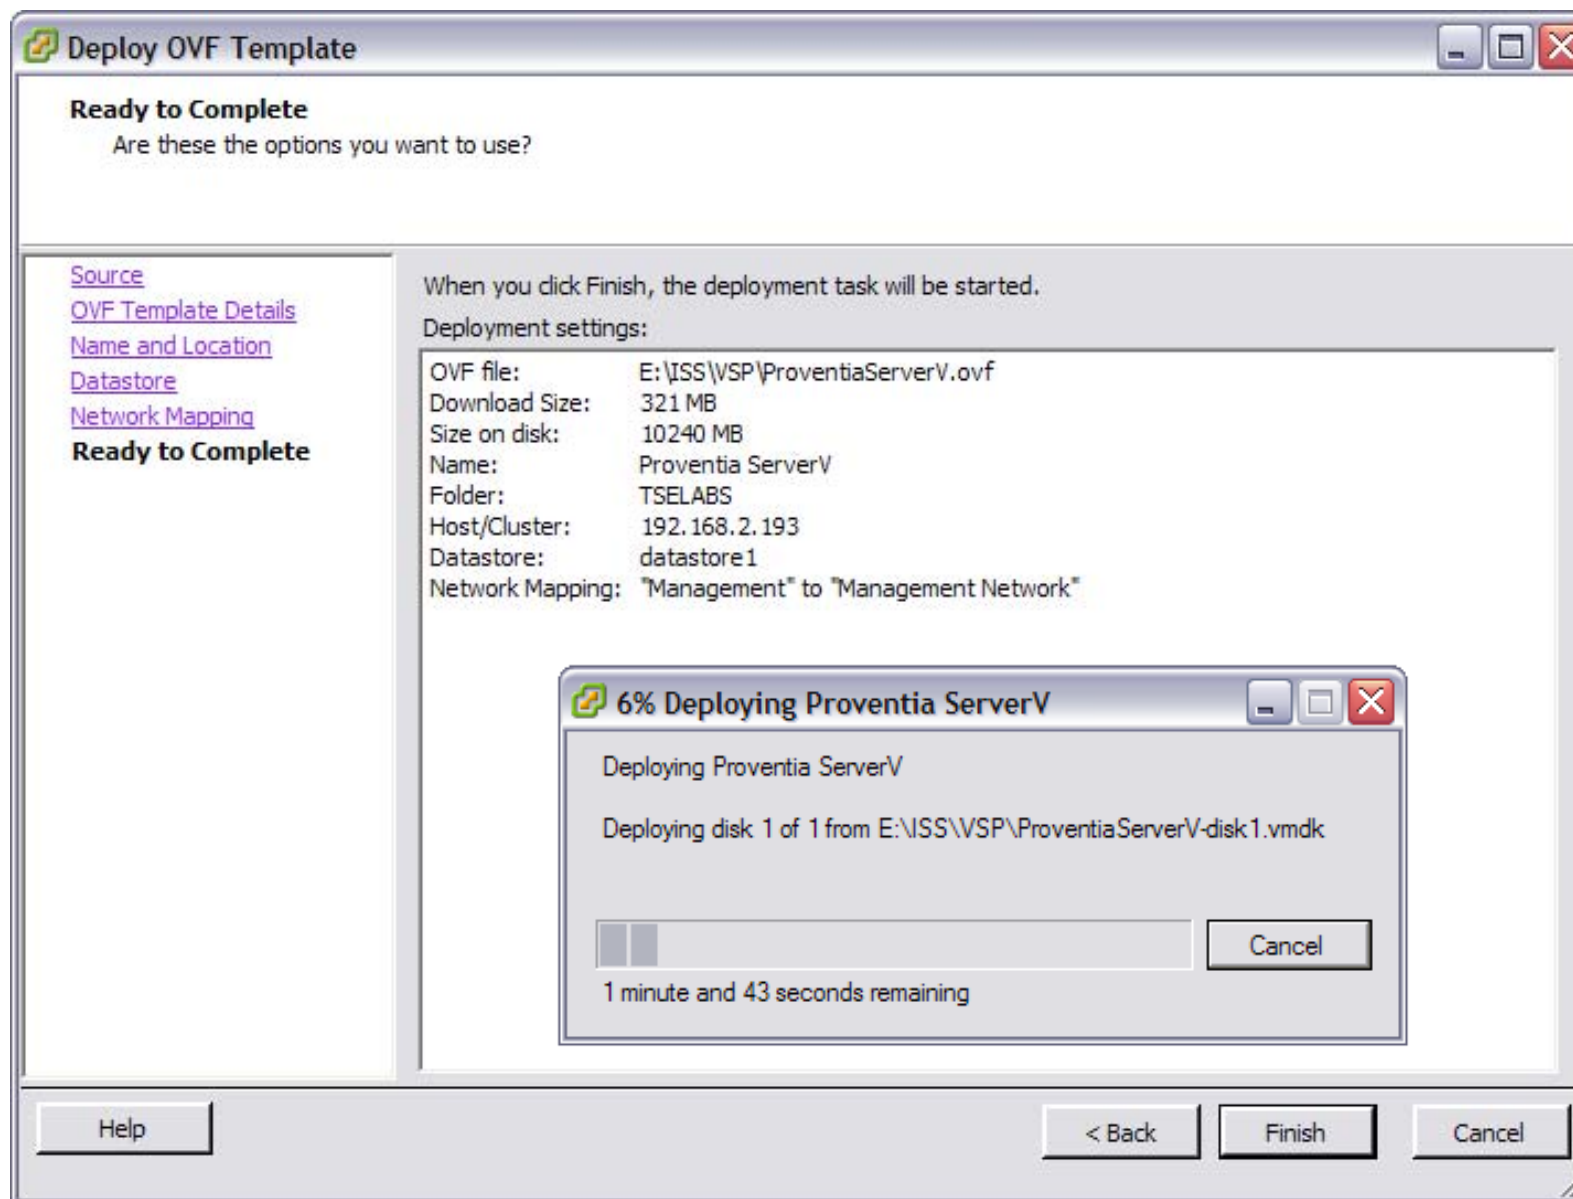 Deploy OVF Template
Ready to Complete
Are these the options you want to use?
Source
OVF Template Details
Name and Location
Datastore
Network Mapping
Ready to Complete
When you click Finish, the deployment task will be started.
Deployment settings:
OVF file: E:\ISS\VSP\ProventiaServerV.ovf
Download Size: 321 MB
Size on disk: 10240 MB
Name: Proventia ServerV
Folder: TSELABS
Host/Cluster: 192.168.2.193
Datastore: datastore1
Network Mapping: "Management" to "Management Network"
6% Deploying Proventia ServerV
Deploying Proventia ServerV
Deploying disk 1 of 1 from E:\ISS\VSP\ProventiaServerV-disk1.vmdk
Cancel
1 minute and 43 seconds remaining
Help
< Back
Finish
Cancel